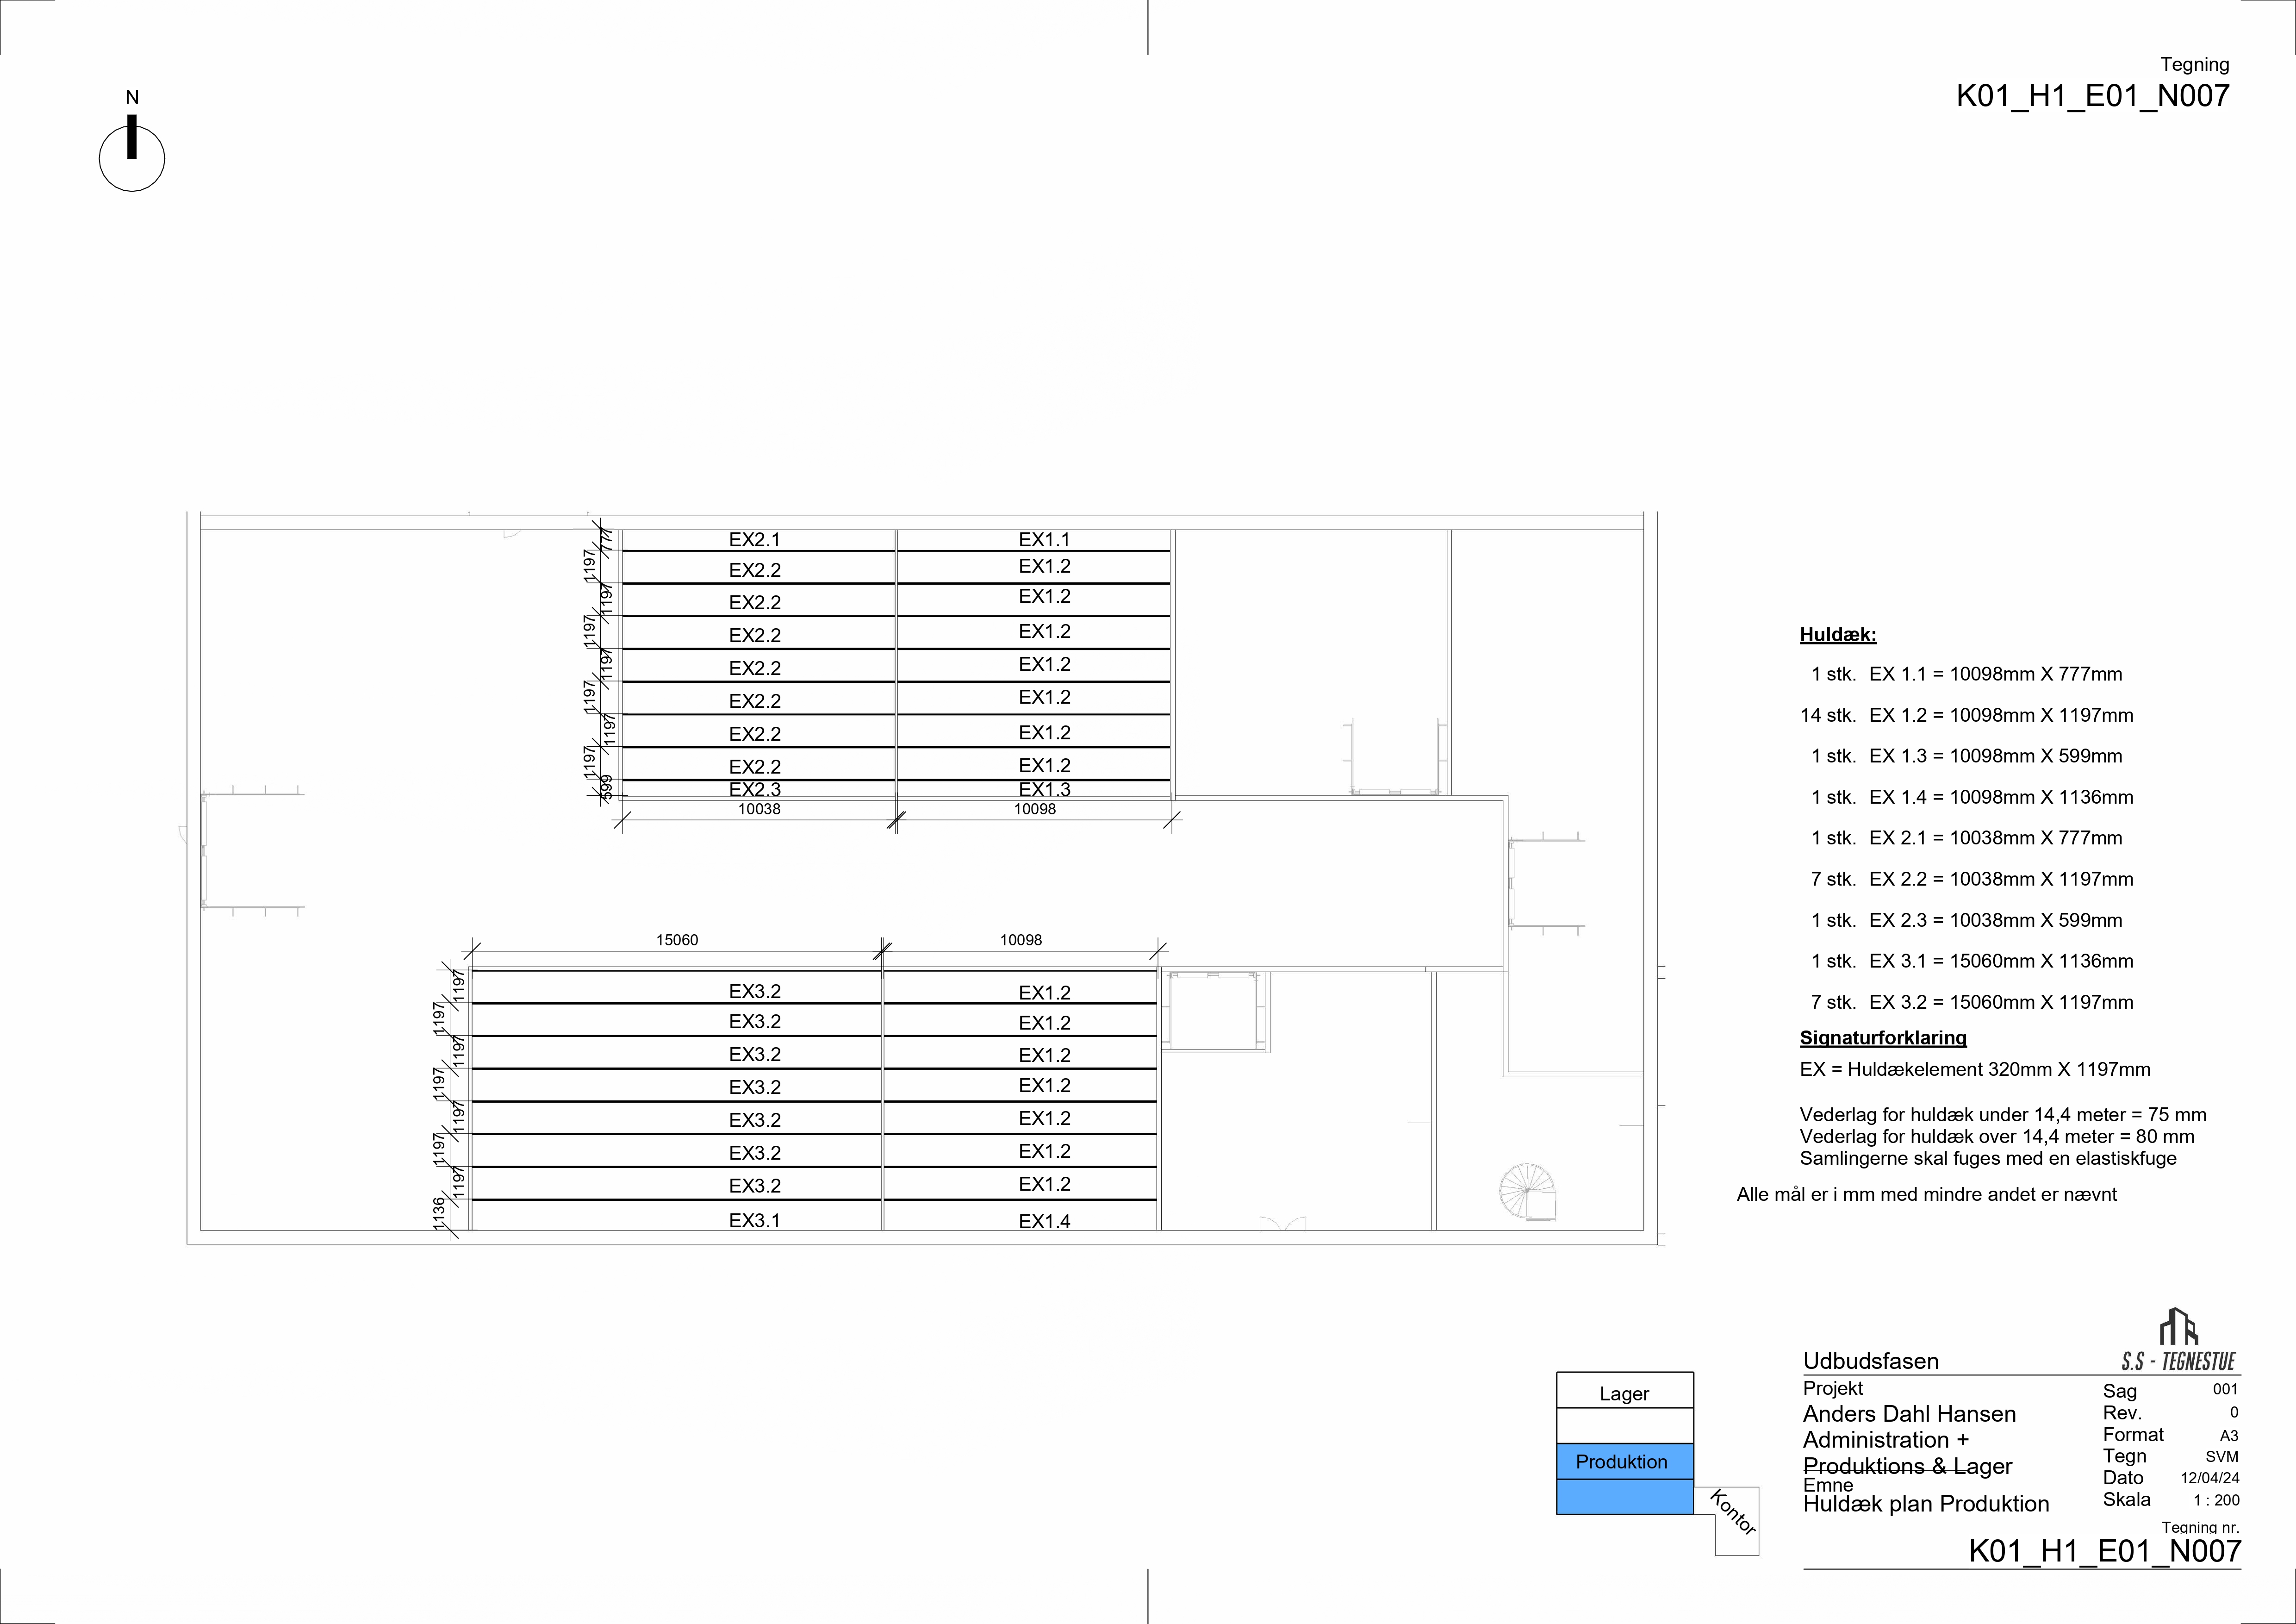 Tegning
K01_H1_E01_N007
N
777
1197
1197
1197
1197
1197
1197
1197
599
EX2.1 EX1.1
EX2.2 EX1.2
EX2.2 EX1.2
EX2.2 EX1.2
EX2.2 EX1.2
EX2.2 EX1.2
EX2.2 EX1.2
EX2.2 EX1.2
EX2.3 EX1.3
10038 10098
15060 10098
1197
1197
1197
1197
1197
1197
1197
1136
EX3.2 EX1.2
EX3.2 EX1.2
EX3.2 EX1.2
EX3.2 EX1.2
EX3.2 EX1.2
EX3.2 EX1.2
EX3.2 EX1.2
EX3.1 EX1.4
Huldæk:
1 stk. EX 1.1 = 10098mm X 777mm
14 stk. EX 1.2 = 10098mm X 1197mm
1 stk. EX 1.3 = 10098mm X 599mm
1 stk. EX 1.4 = 10098mm X 1136mm
1 stk. EX 2.1 = 10038mm X 777mm
7 stk. EX 2.2 = 10038mm X 1197mm
1 stk. EX 2.3 = 10038mm X 599mm
1 stk. EX 3.1 = 15060mm X 1136mm
7 stk. EX 3.2 = 15060mm X 1197mm
Signaturforklaring
EX = Huldækelement 320mm X 1197mm
Vederlag for huldæk under 14,4 meter = 75 mm
Vederlag for huldæk over 14,4 meter = 80 mm
Samlingerne skal fuges med en elastiskfuge
Alle mål er i mm med mindre andet er nævnt
Lager
Produktion
Kontor
S.S - TEGNESTUE
Udbudsfasen
Projekt
Anders Dahl Hansen
Administration +
Produktions & Lager
Emne
Huldæk plan Produktion
Sag 001
Rev. 0
Format A3
Tegn SVM
Dato 12/04/24
Skala 1 : 200
Tegning nr.
K01_H1_E01_N007